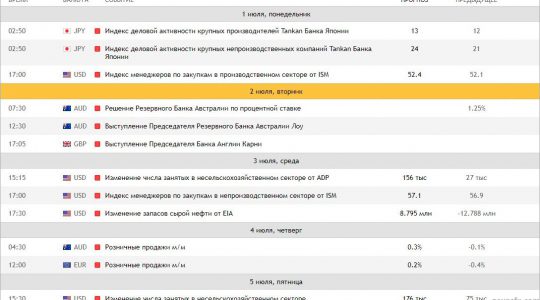 ВРЕМЯ ВАЛЮТА СОБЫТИЕ ПРОГНОЗ ПРЕДЫДУЩЕЕ
1 июля, понедельник
02:50 JPY Индекс деловой активности крупных производителей Tankan Банка Японии 13 12
02:50 JPY Индекс деловой активности крупных непроизводственных компаний Tankan Банка 24 21
Японии
17:00 USD Индекс менеджеров по закупкам в производственном секторе от ISM 52.4 52.1
2 июля, вторник
07:30 AUD Решение Резервного Банка Австралии по процентной ставке 1.25%
12:30 AUD Выступление Председателя Резервного Банка Австралии Лоу
17:05 GBP Выступление Председателя Банка Англии Карни
3 июля, среда
15:15 USD Изменение числа занятых в несельскохозяйственном секторе от ADP 156 тыс 27 тыс
17:00 USD Индекс менеджеров по закупкам в непроизводственном секторе от ISM 57.1 56.9
17:30 USD Изменение запасов сырой нефти от EIA 8.795 млн -12.788 млн
4 июля, четверг
04:30 AUD Розничные продажи м/м 0.3% -0.1%
12:00 EUR Розничные продажи м/м 0.2% -0.4%
5 июля, пятница
15:30 USD Изменение числа занятых в несельскохозяйственном секторе 176 тыс 75 тыс